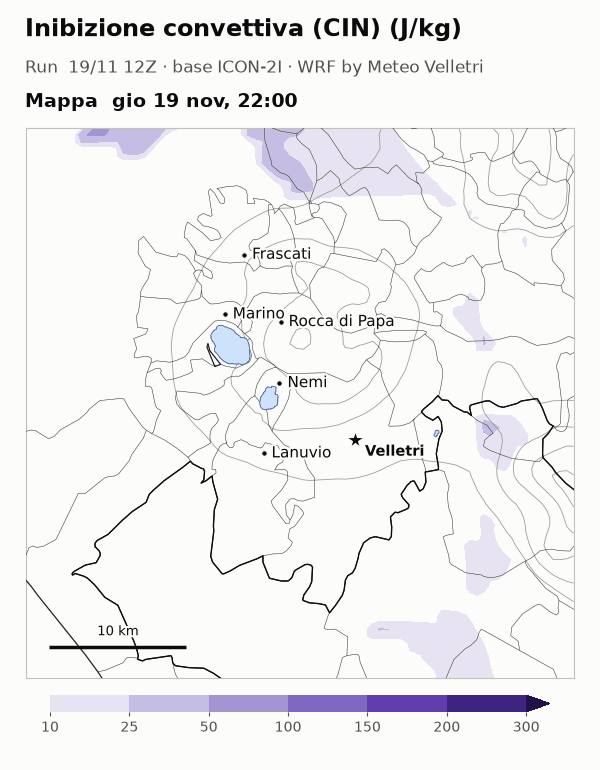 Inibizione convettiva (CIN) (J/kg)
Run  19/11 12Z · base ICON-2I · WRF by Meteo Velletri
Mappa  gio 19 nov, 22:00
Frascati
Marino
Rocca di Papa
Nemi
Lanuvio
Velletri
10 km
10 25 50 100 150 200 300